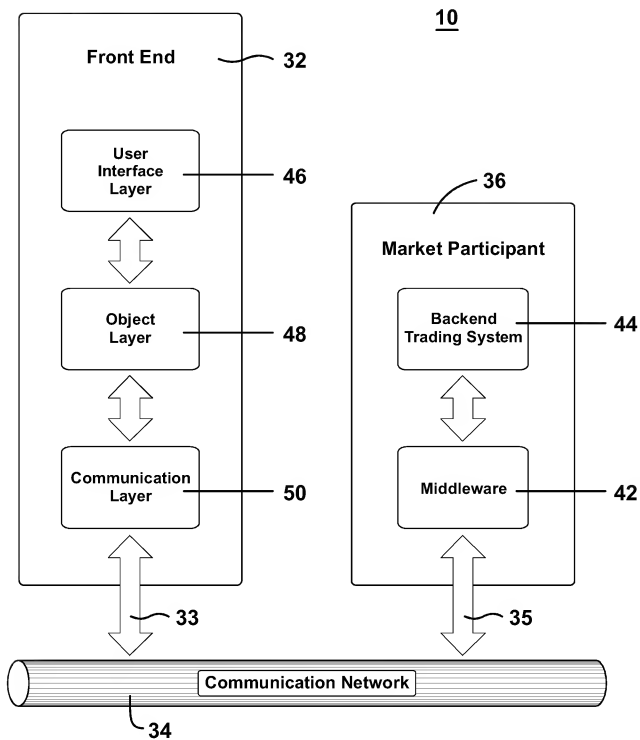 10
Front End
32
User
Interface
Layer
46
Object
Layer
48
Communication
Layer
50
33
36
Market Participant
Backend
Trading System
44
Middleware
42
35
Communication Network
34